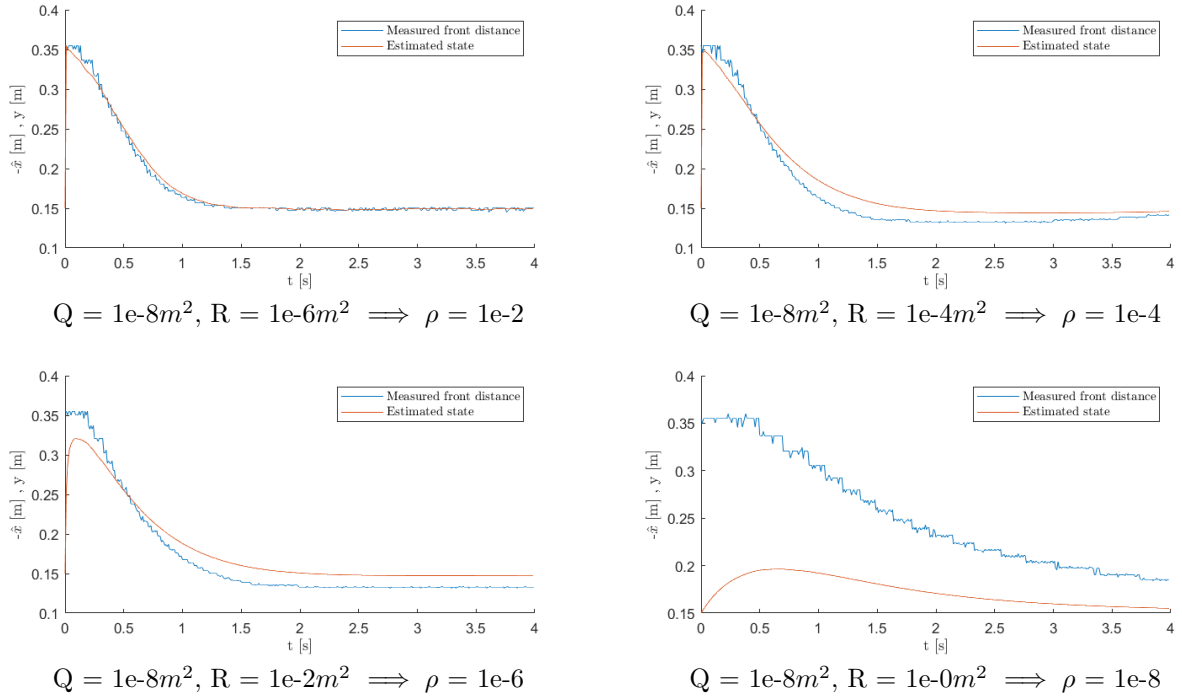 0.4
0.35
0.3
0.25
0.2
0.15
0.1
-x̂ [m] , y [m]
Measured front distance
Estimated state
0 0.5 1 1.5 2 2.5 3 3.5 4
t [s]
Q = 1e-8m², R = 1e-6m² ⟹ ρ = 1e-2
0.4
0.35
0.3
0.25
0.2
0.15
0.1
-x̂ [m] , y [m]
Measured front distance
Estimated state
0 0.5 1 1.5 2 2.5 3 3.5 4
t [s]
Q = 1e-8m², R = 1e-4m² ⟹ ρ = 1e-4
0.4
0.35
0.3
0.25
0.2
0.15
0.1
-x̂ [m] , y [m]
Measured front distance
Estimated state
0 0.5 1 1.5 2 2.5 3 3.5 4
t [s]
Q = 1e-8m², R = 1e-2m² ⟹ ρ = 1e-6
0.4
0.35
0.3
0.25
0.2
0.15
-x̂ [m] , y [m]
Measured front distance
Estimated state
0 0.5 1 1.5 2 2.5 3 3.5 4
t [s]
Q = 1e-8m², R = 1e-0m² ⟹ ρ = 1e-8